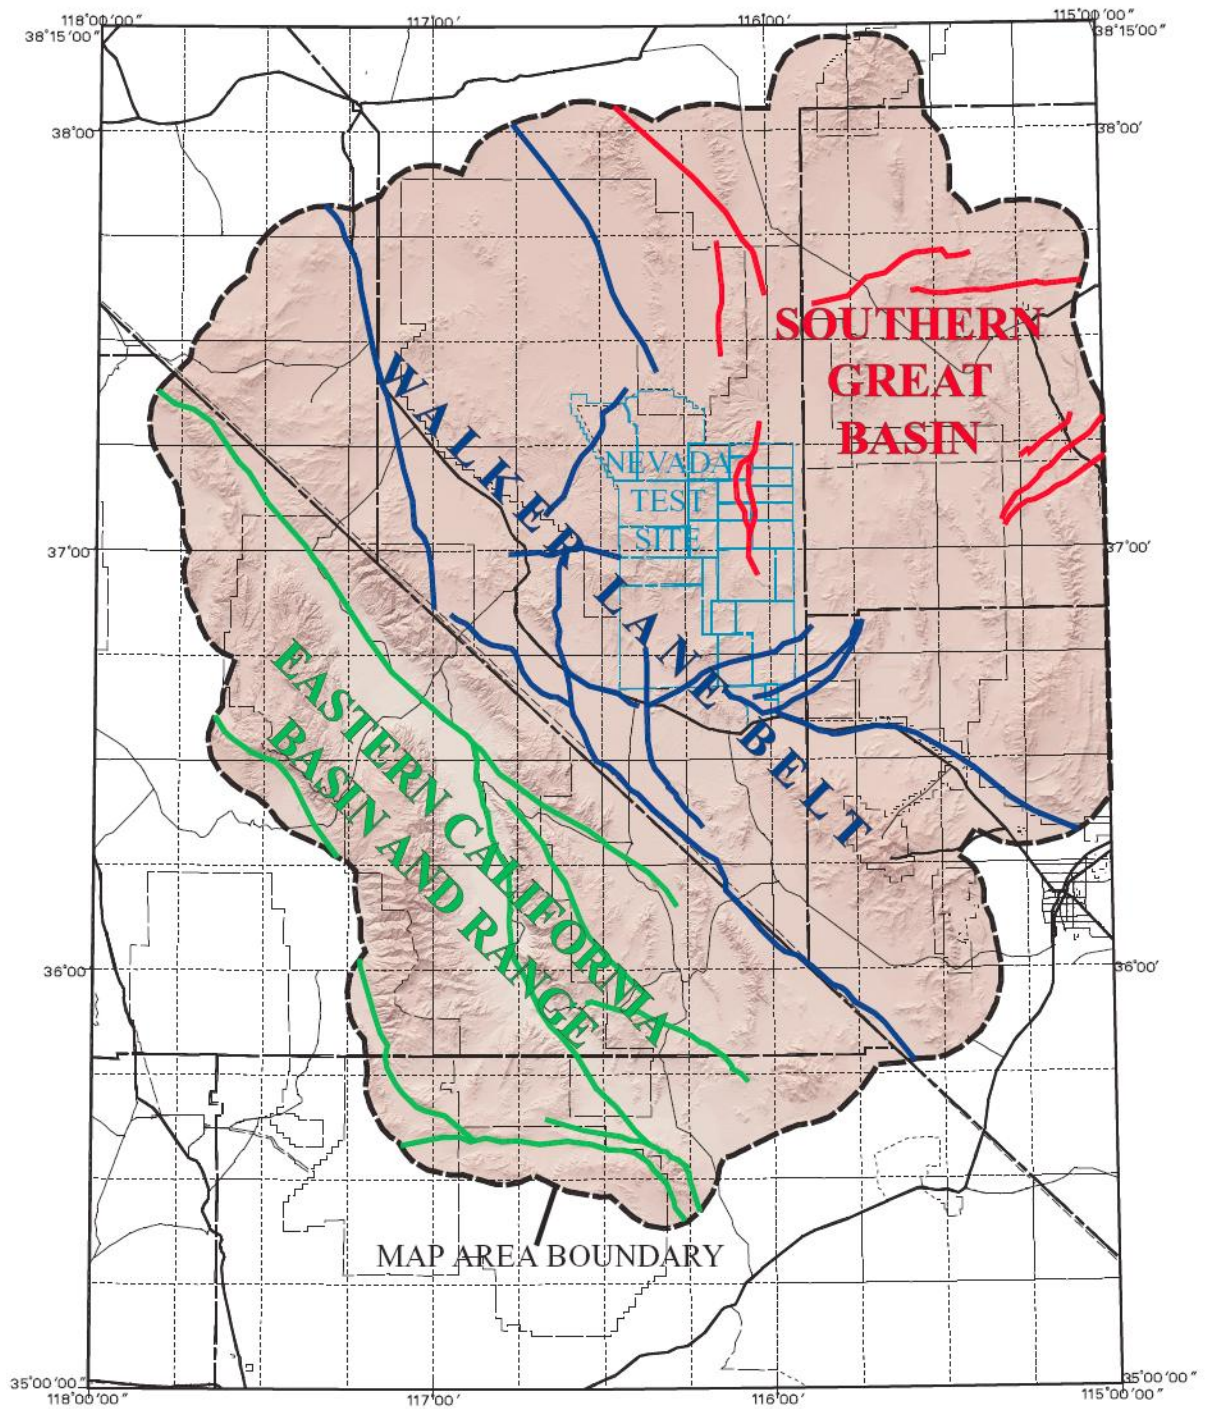 118°00'00" 117°00' 116°00' 115°00'00"
38°15'00" 38°15'00"
38°00' 38°00'
SOUTHERN
GREAT
BASIN
WALKER LANE BELT
NEVADA
TEST
SITE
37°00' 37°00'
EASTERN CALIFORNIA
BASIN AND RANGE
36°00' 36°00'
MAP AREA BOUNDARY
35°00'00" 35°00'00"
118°00'00" 117°00' 116°00' 115°00'00"